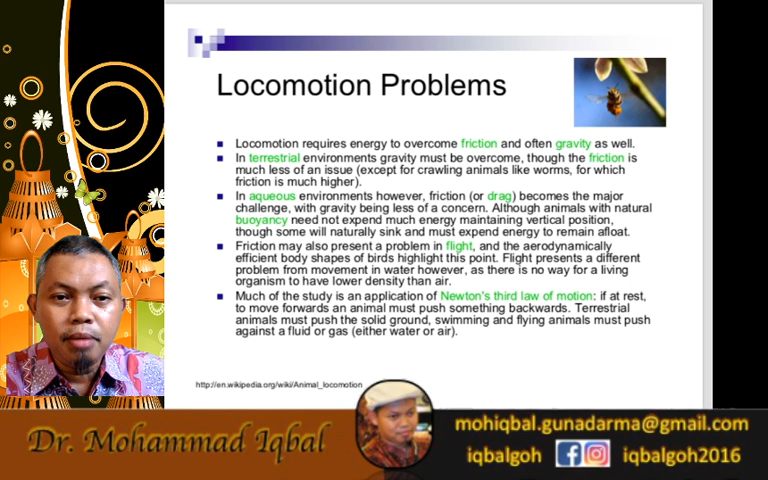 Locomotion Problems
Locomotion requires energy to overcome friction and often gravity as well.
In terrestrial environments gravity must be overcome, though the friction is
much less of an issue (except for crawling animals like worms, for which
friction is much higher).
In aqueous environments however, friction (or drag) becomes the major
challenge, with gravity being less of a concern. Although animals with natural
buoyancy need not expend much energy maintaining vertical position,
though some will naturally sink and must expend energy to remain afloat.
Friction may also present a problem in flight, and the aerodynamically
efficient body shapes of birds highlight this point. Flight presents a different
problem from movement in water however, as there is no way for a living
organism to have lower density than air.
Much of the study is an application of Newton's third law of motion: if at rest,
to move forwards an animal must push something backwards. Terrestrial
animals must push the solid ground, swimming and flying animals must push
against a fluid or gas (either water or air).
http://en.wikipedia.org/wiki/Animal_locomotion
Dr. Mohammad Iqbal
mohiqbal.gunadarma@gmail.com
iqbalgoh
iqbalgoh2016